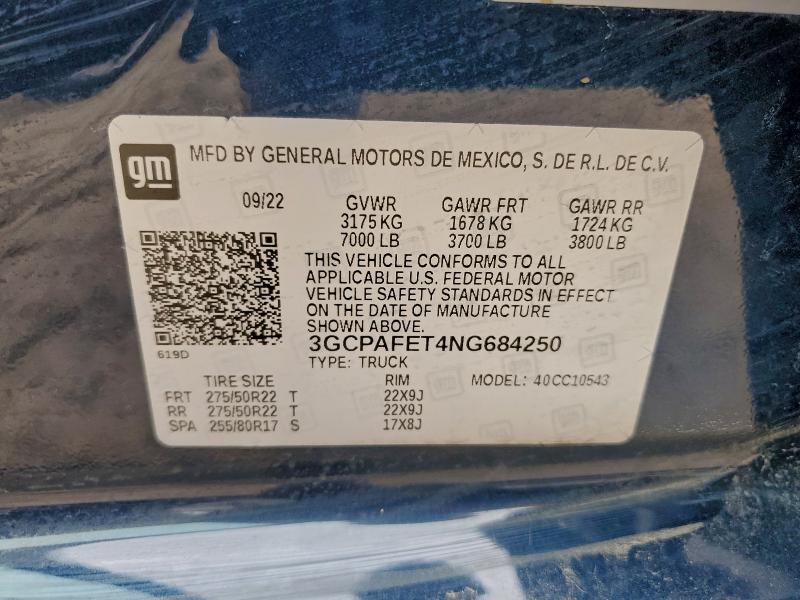 gm
MFD BY GENERAL MOTORS DE MEXICO, S. DE R.L. DE C.V.
09/22 GVWR GAWR FRT GAWR RR
3175 KG 1678 KG 1724 KG
7000 LB 3700 LB 3800 LB
THIS VEHICLE CONFORMS TO ALL
APPLICABLE U.S. FEDERAL MOTOR
VEHICLE SAFETY STANDARDS IN EFFECT
ON THE DATE OF MANUFACTURE
SHOWN ABOVE.
619D
3GCPAFET4NG684250
TYPE: TRUCK
TIRE SIZE RIM MODEL: 40CC10543
FRT 275/50R22 T 22X9J
RR 275/50R22 T 22X9J
SPA 255/80R17 S 17X8J